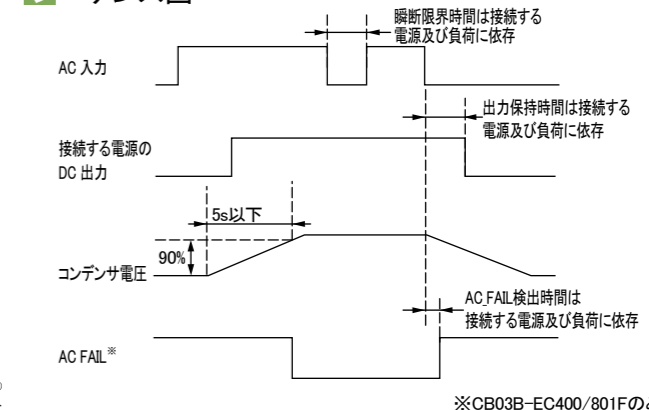 瞬断限界時間は接続する
電源及び負荷に依存
AC 入力
出力保持時間は接続する
電源及び負荷に依存
接続する電源の
DC 出力
5s以下
90%
コンデンサ電圧
AC_FAIL検出時間は
接続する電源及び負荷に依存
AC FAIL※
※CB03B-EC400/801Fの